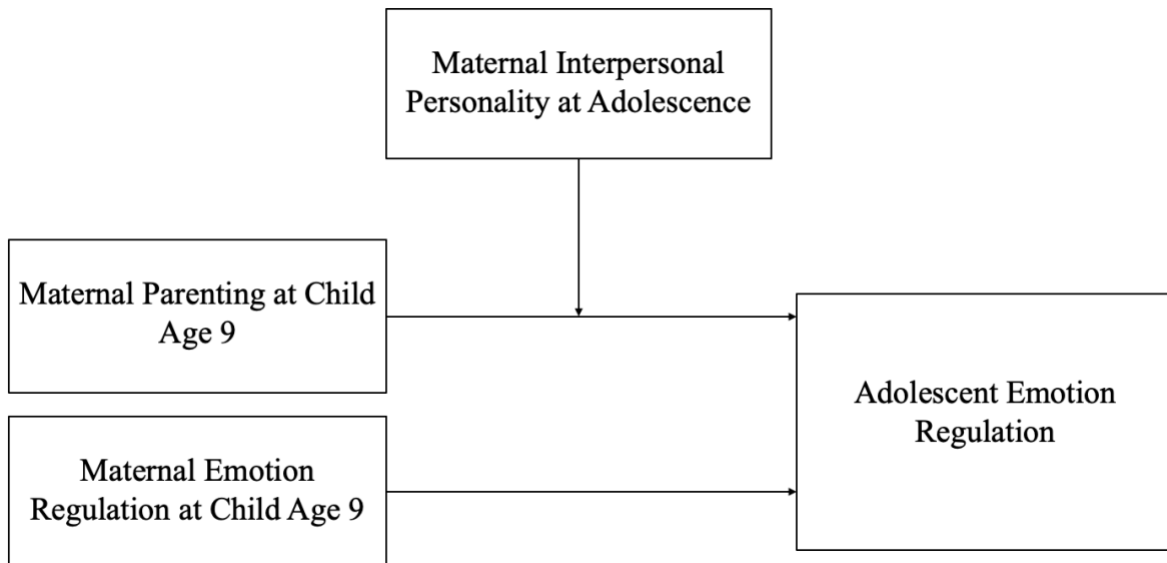 Maternal Interpersonal
Personality at Adolescence
Maternal Parenting at Child
Age 9
Adolescent Emotion
Regulation
Maternal Emotion
Regulation at Child Age 9